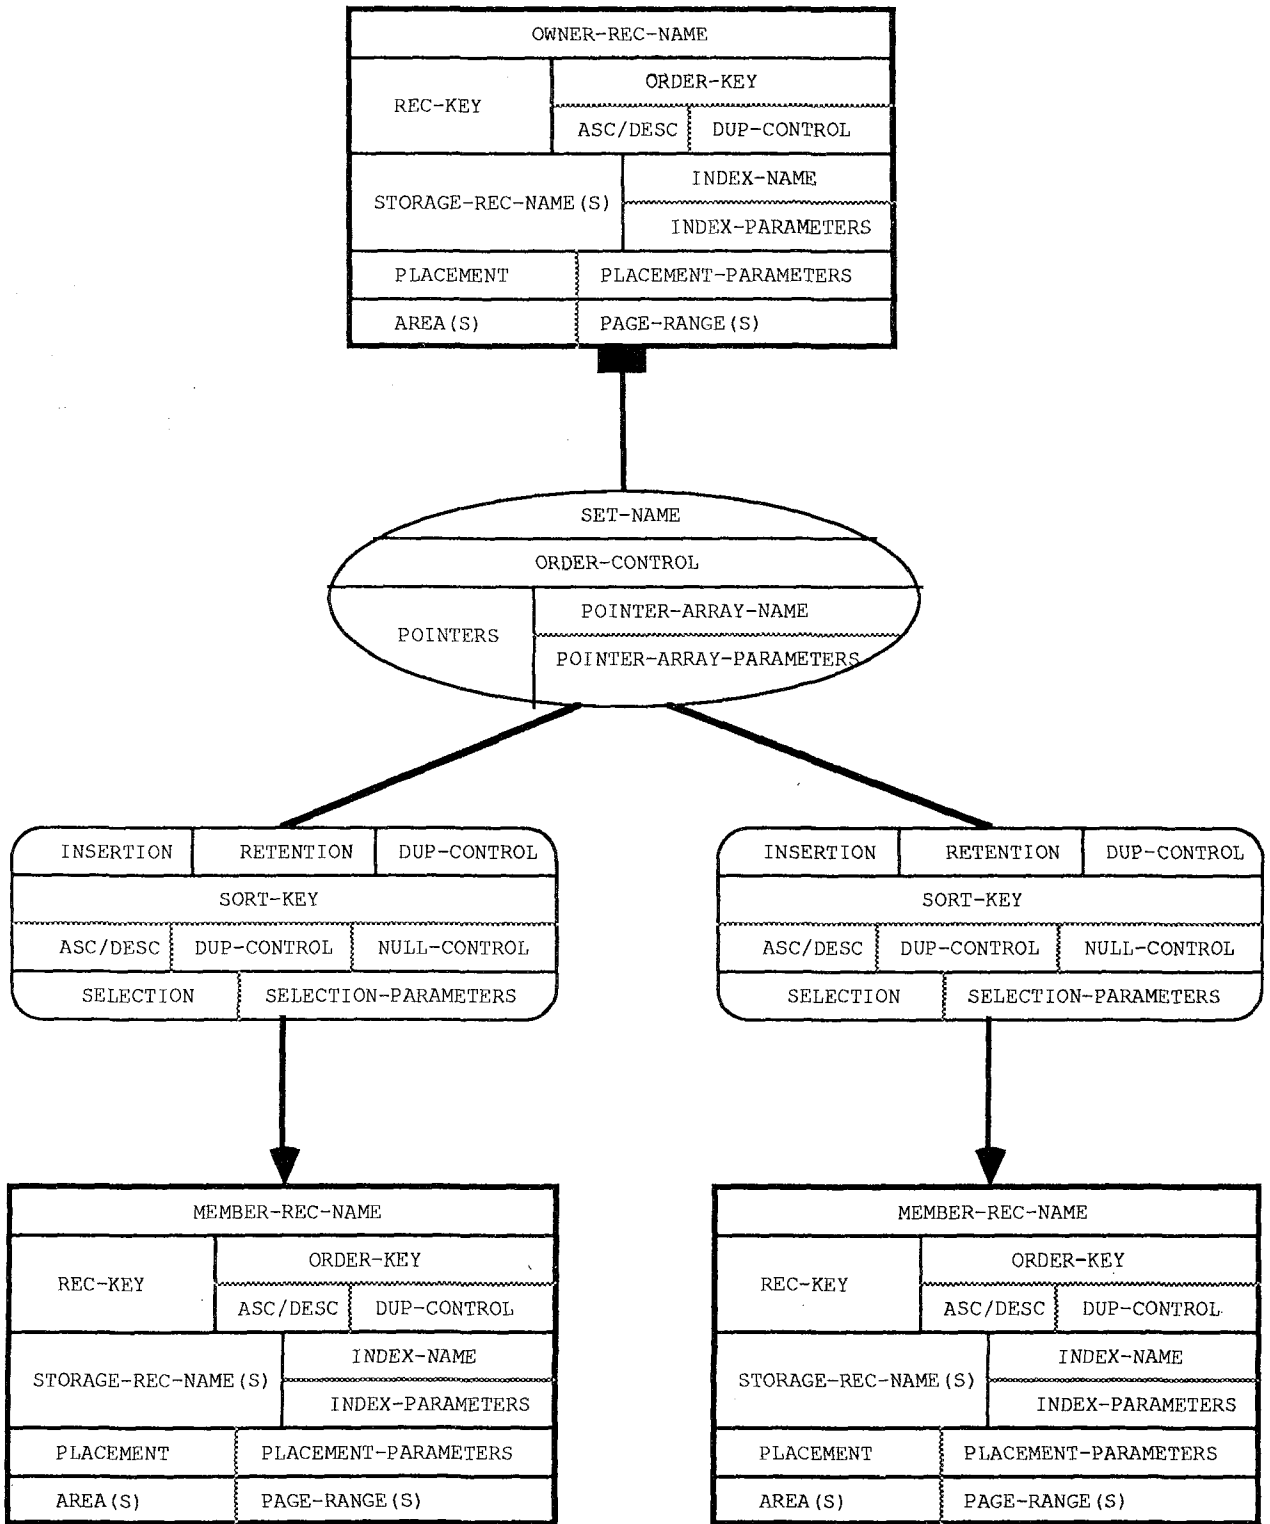 OWNER-REC-NAME
ORDER-KEY
REC-KEY
ASC/DESC DUP-CONTROL
INDEX-NAME
STORAGE-REC-NAME(S)
INDEX-PARAMETERS
PLACEMENT PLACEMENT-PARAMETERS
AREA(S) PAGE-RANGE(S)
SET-NAME
ORDER-CONTROL
POINTER-ARRAY-NAME
POINTERS
POINTER-ARRAY-PARAMETERS
INSERTION RETENTION DUP-CONTROL
SORT-KEY
ASC/DESC DUP-CONTROL NULL-CONTROL
SELECTION SELECTION-PARAMETERS
INSERTION RETENTION DUP-CONTROL
SORT-KEY
ASC/DESC DUP-CONTROL NULL-CONTROL
SELECTION SELECTION-PARAMETERS
MEMBER-REC-NAME
ORDER-KEY
REC-KEY
ASC/DESC DUP-CONTROL
INDEX-NAME
STORAGE-REC-NAME(S)
INDEX-PARAMETERS
PLACEMENT PLACEMENT-PARAMETERS
AREA(S) PAGE-RANGE(S)
MEMBER-REC-NAME
ORDER-KEY
REC-KEY
ASC/DESC DUP-CONTROL
INDEX-NAME
STORAGE-REC-NAME(S)
INDEX-PARAMETERS
PLACEMENT PLACEMENT-PARAMETERS
AREA(S) PAGE-RANGE(S)